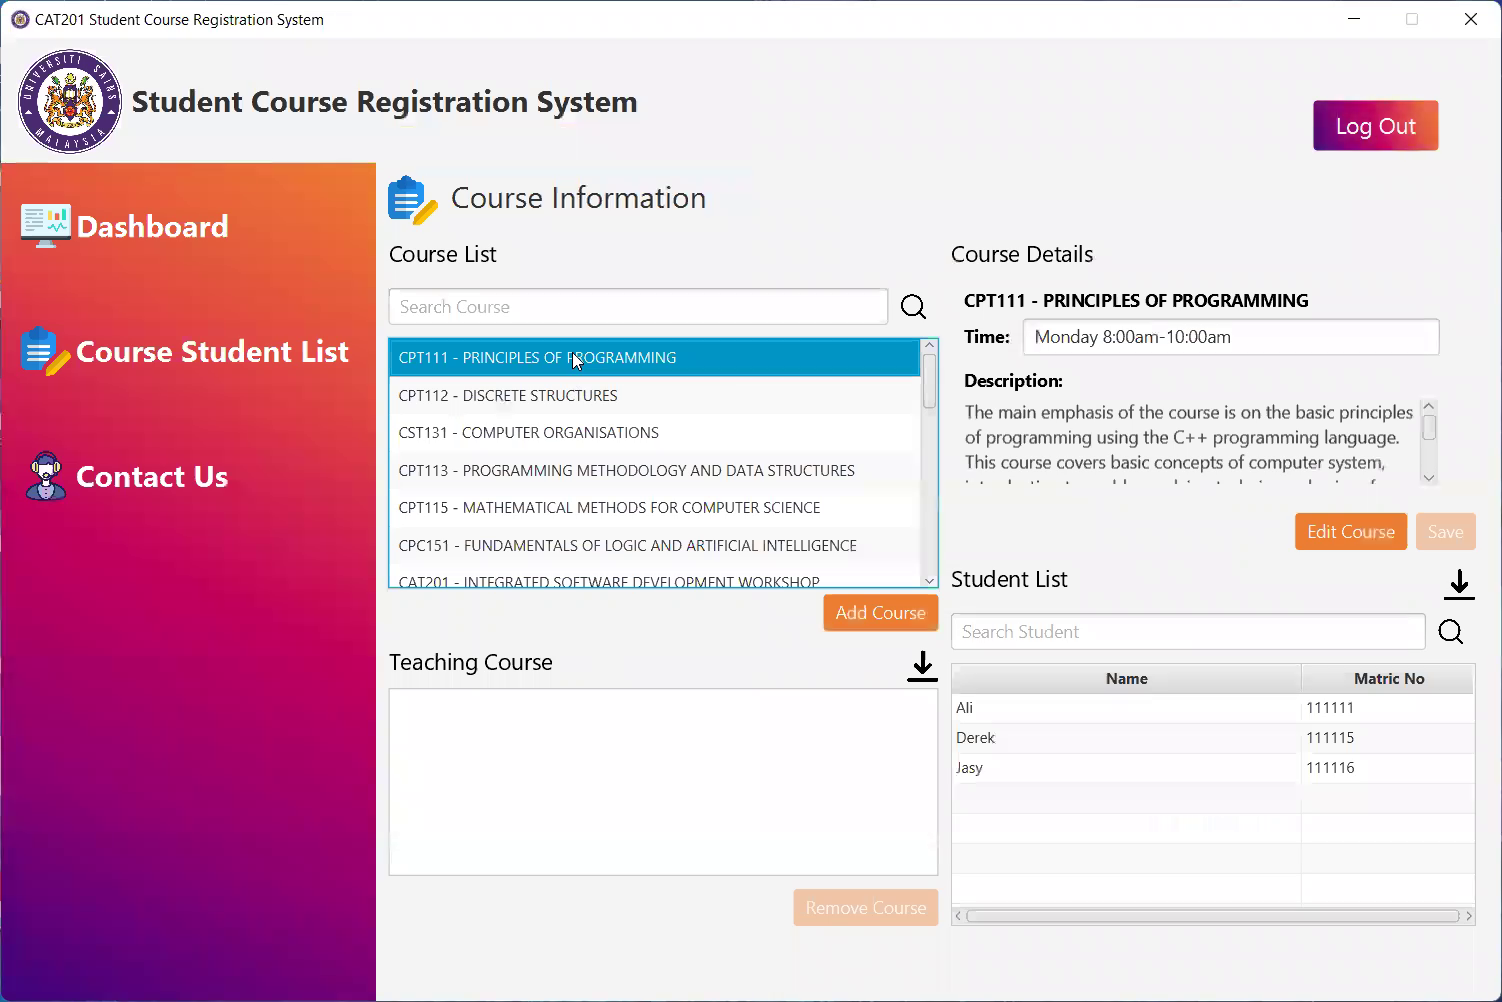 CAT201 Student Course Registration System
UNIVERSITI SAINS
MALAYSIA
Student Course Registration System
Log Out
Dashboard
Course Student List
Contact Us
Course Information
Course List
Search Course
CPT111 - PRINCIPLES OF PROGRAMMING
CPT112 - DISCRETE STRUCTURES
CST131 - COMPUTER ORGANISATIONS
CPT113 - PROGRAMMING METHODOLOGY AND DATA STRUCTURES
CPT115 - MATHEMATICAL METHODS FOR COMPUTER SCIENCE
CPC151 - FUNDAMENTALS OF LOGIC AND ARTIFICIAL INTELLIGENCE
CAT201 - INTEGRATED SOFTWARE DEVELOPMENT WORKSHOP
Add Course
Teaching Course
Remove Course
Course Details
CPT111 - PRINCIPLES OF PROGRAMMING
Time: Monday 8:00am-10:00am
Description:
The main emphasis of the course is on the basic principles
of programming using the C++ programming language.
This course covers basic concepts of computer system,
Edit Course Save
Student List
Search Student
Name Matric No
Ali 111111
Derek 111115
Jasy 111116